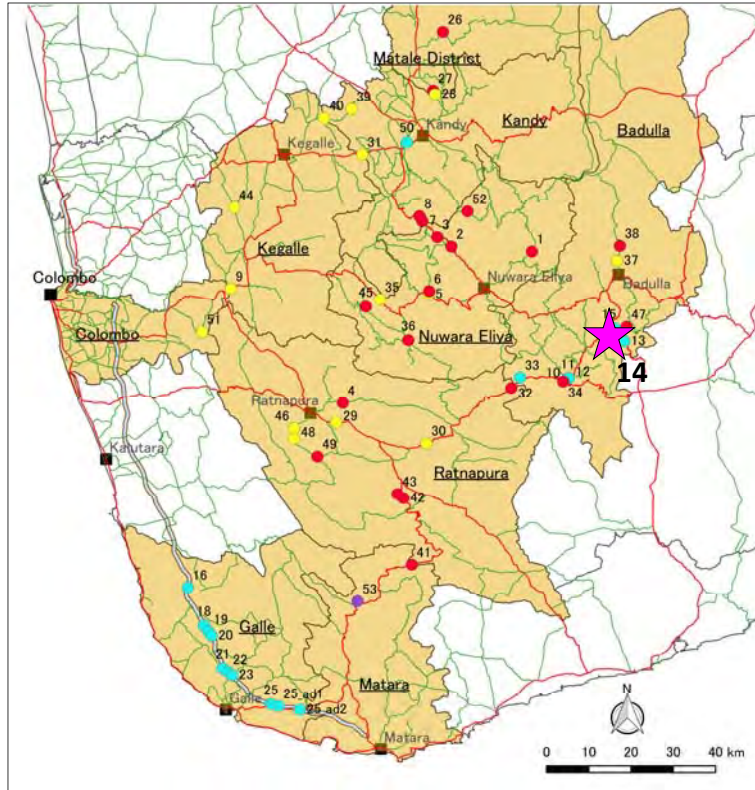 26
Matale District
27
28
39
40
50
Kandy
Kandy
Badulla
Kegalle
31
44
52
8
7
3
2
1
38
37
Kegalle
9
Nuwara Eliya
Badulla
Colombo
45
35
6
5
15
47
Colombo
51
36
Nuwara Eliya
13
14
33
11
10
12
32
34
4
Ratnapura
29
46
48
30
49
Kalutara
Ratnapura
43
42
41
16
53
18
19
20
Galle
21
22
23
25
25_ad1
25_ad2
Galle
Matara
Matara
N
0 10 20 30 40 km